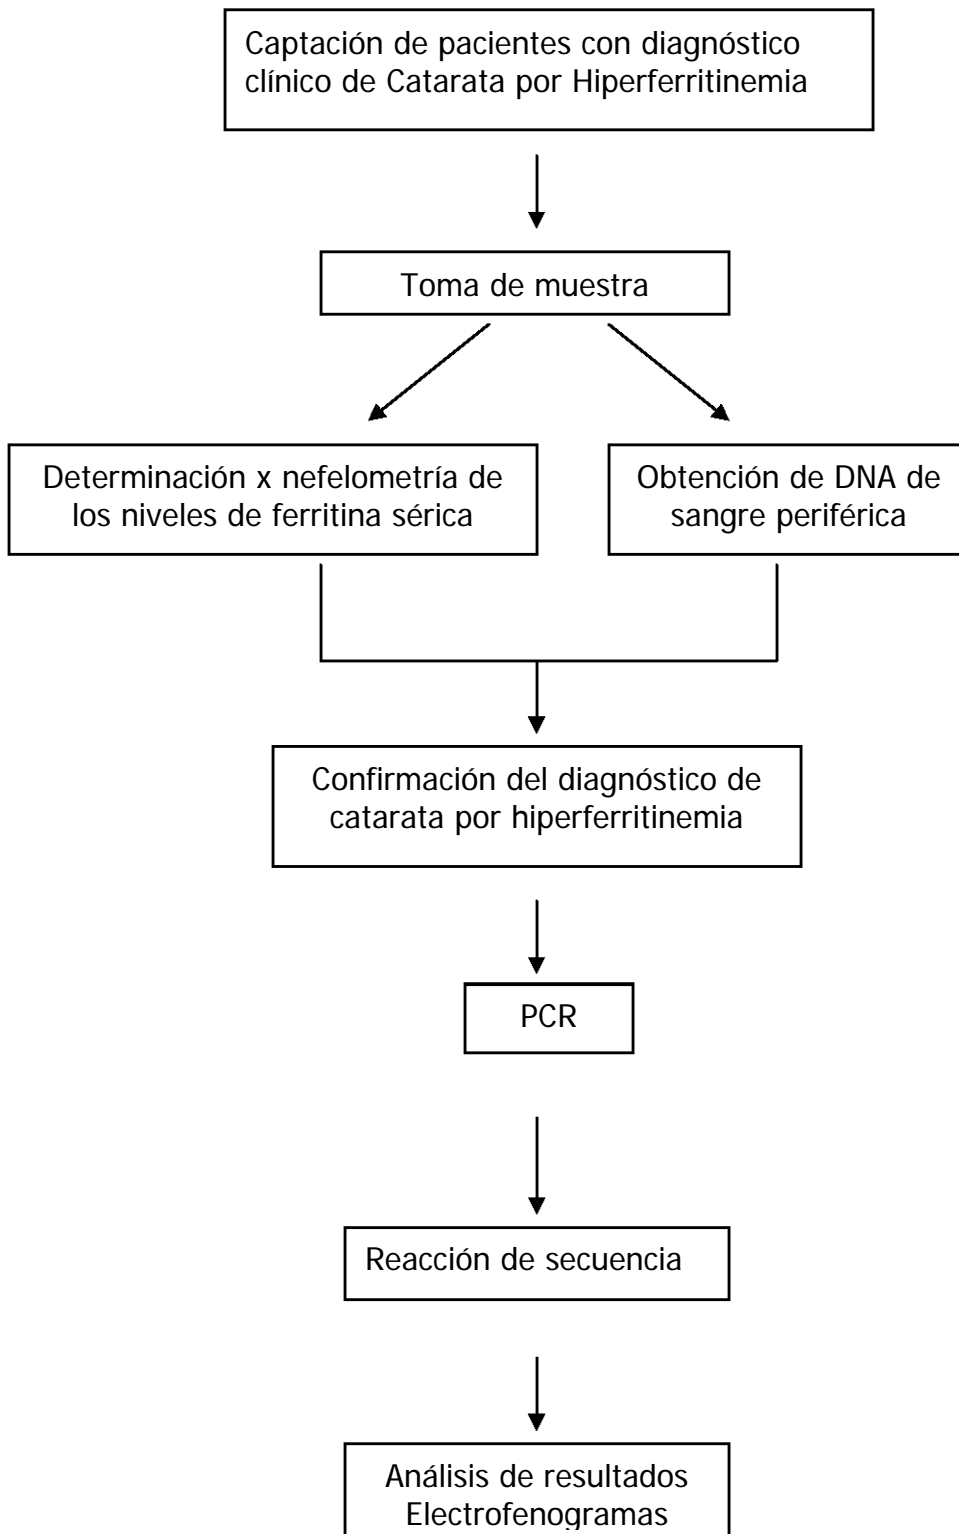 Captación de pacientes con diagnóstico
clínico de Catarata por Hiperferritinemia
Toma de muestra
Determinación x nefelometría de
los niveles de ferritina sérica
Obtención de DNA de
sangre periférica
Confirmación del diagnóstico de
catarata por hiperferritinemia
PCR
Reacción de secuencia
Análisis de resultados
Electrofenogramas